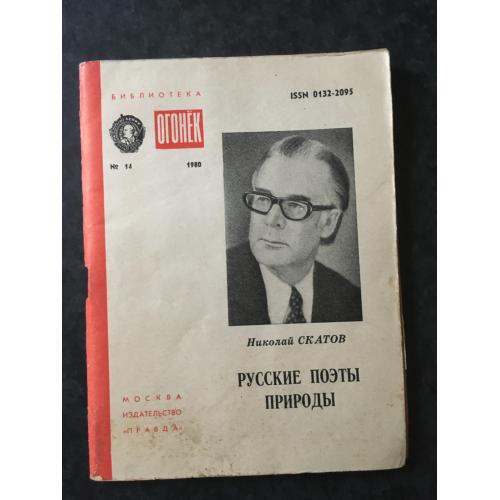 БИБЛИОТЕКА
ISSN 0132-2095
ОГОНЁК
№ 14 1980
Николай СКАТОВ
РУССКИЕ ПОЭТЫ
ПРИРОДЫ
МОСКВА
ИЗДАТЕЛЬСТВО
«ПРАВДА»